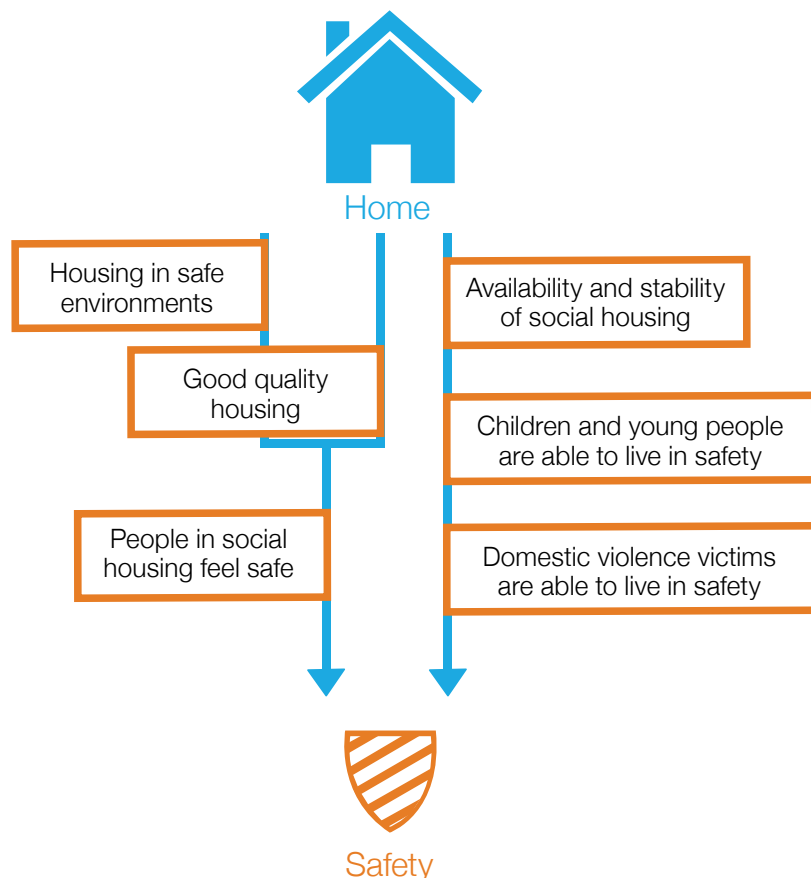 Home
Housing in safe
environments
Good quality
housing
People in social
housing feel safe
Availability and stability
of social housing
Children and young people
are able to live in safety
Domestic violence victims
are able to live in safety
Safety